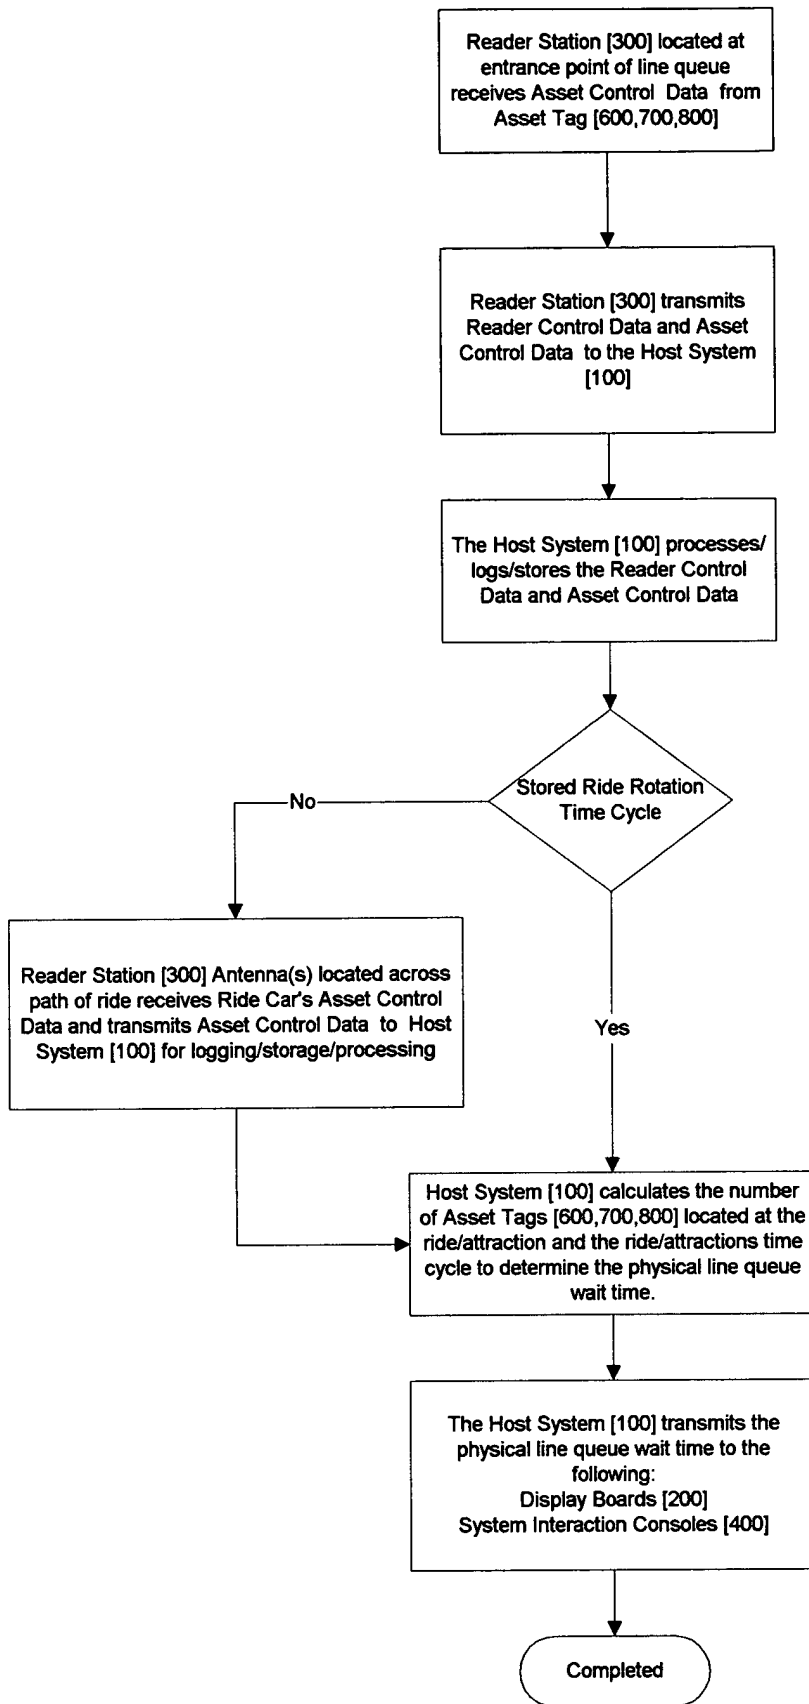 Reader Station [300] located at
entrance point of line queue
receives Asset Control Data from
Asset Tag [600,700,800]
Reader Station [300] transmits
Reader Control Data and Asset
Control Data to the Host System
[100]
The Host System [100] processes/
logs/stores the Reader Control
Data and Asset Control Data
Stored Ride Rotation
Time Cycle
No
Reader Station [300] Antenna(s) located across
path of ride receives Ride Car's Asset Control
Data and transmits Asset Control Data to Host
System [100] for logging/storage/processing
Yes
Host System [100] calculates the number
of Asset Tags [600,700,800] located at the
ride/attraction and the ride/attractions time
cycle to determine the physical line queue
wait time.
The Host System [100] transmits the
physical line queue wait time to the
following:
Display Boards [200]
System Interaction Consoles [400]
Completed